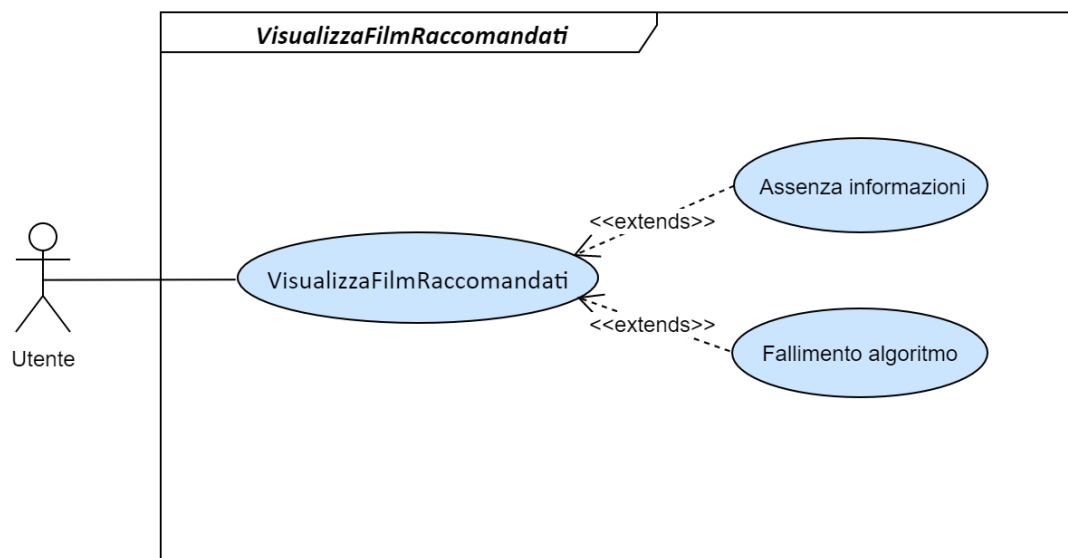 VisualizzaFilmRaccomandati
Assenza informazioni
<<extends>>
VisualizzaFilmRaccomandati
<<extends>>
Utente
Fallimento algoritmo